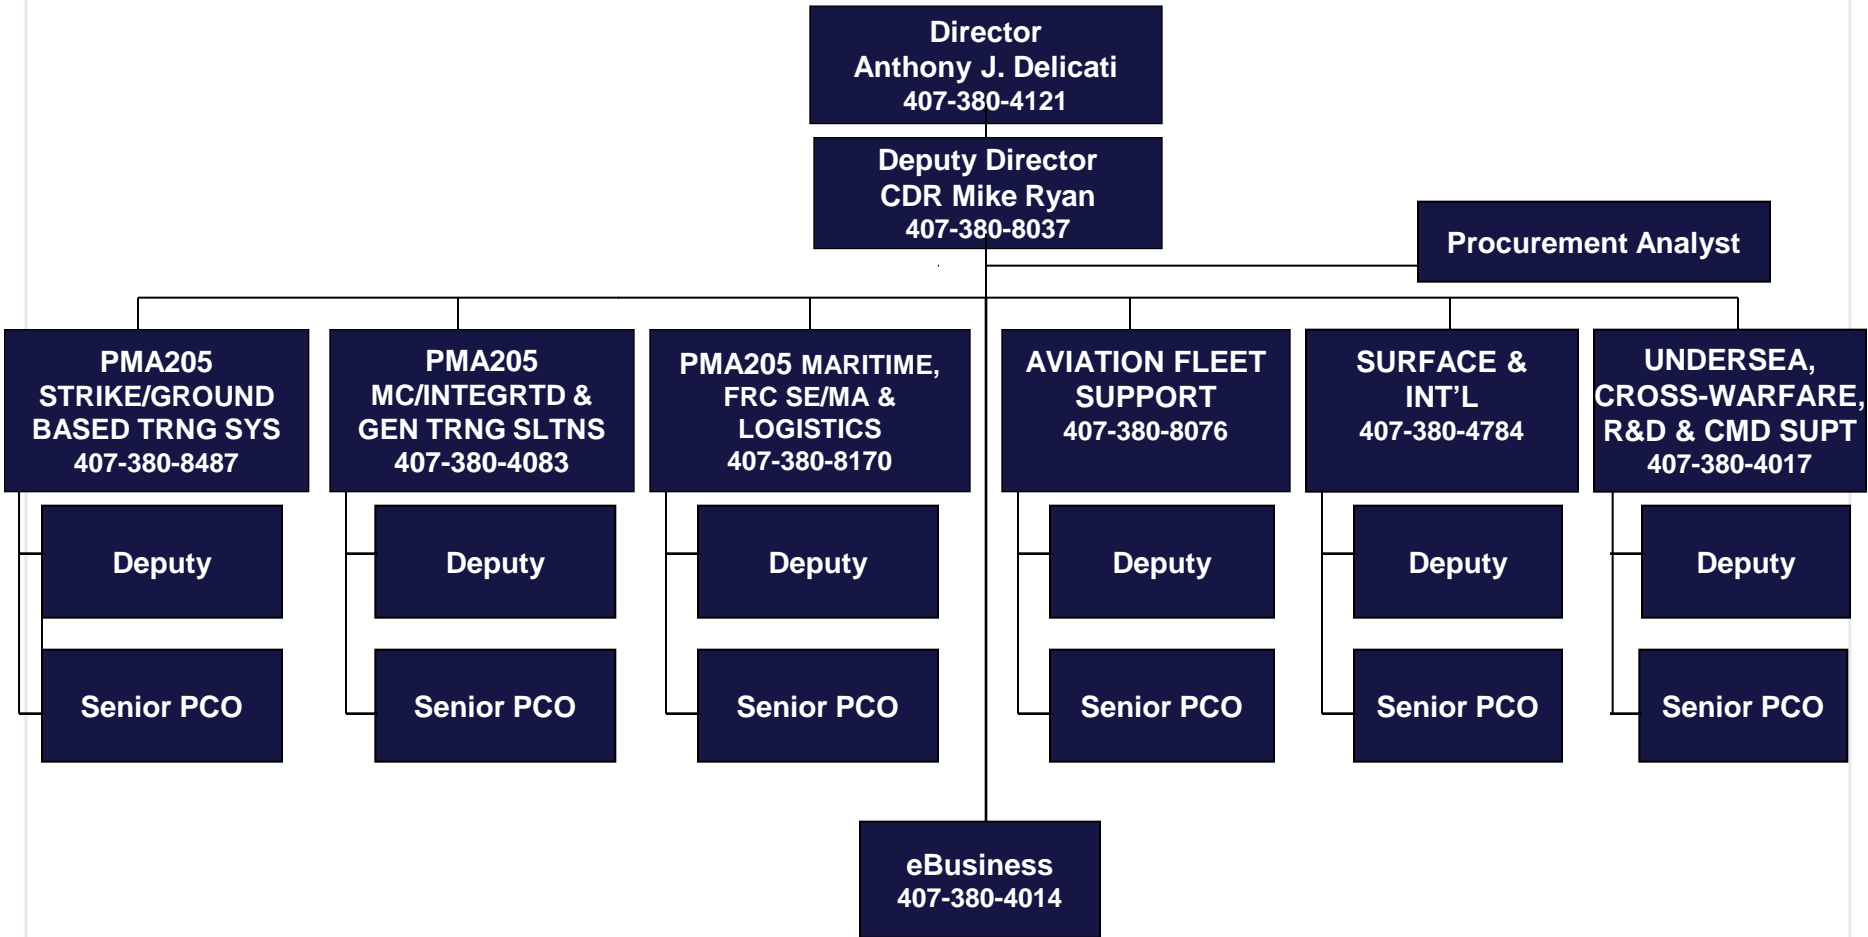 Director
Anthony J. Delicati
407-380-4121
Deputy Director
CDR Mike Ryan
407-380-8037
Procurement Analyst
PMA205
STRIKE/GROUND
BASED TRNG SYS
407-380-8487
PMA205
MC/INTEGRTD &
GEN TRNG SLTNS
407-380-4083
PMA205 MARITIME,
FRC SE/MA &
LOGISTICS
407-380-8170
AVIATION FLEET
SUPPORT
407-380-8076
SURFACE &
INT’L
407-380-4784
UNDERSEA,
CROSS-WARFARE,
R&D & CMD SUPT
407-380-4017
Deputy
Deputy
Deputy
Deputy
Deputy
Deputy
Senior PCO
Senior PCO
Senior PCO
Senior PCO
Senior PCO
Senior PCO
eBusiness
407-380-4014